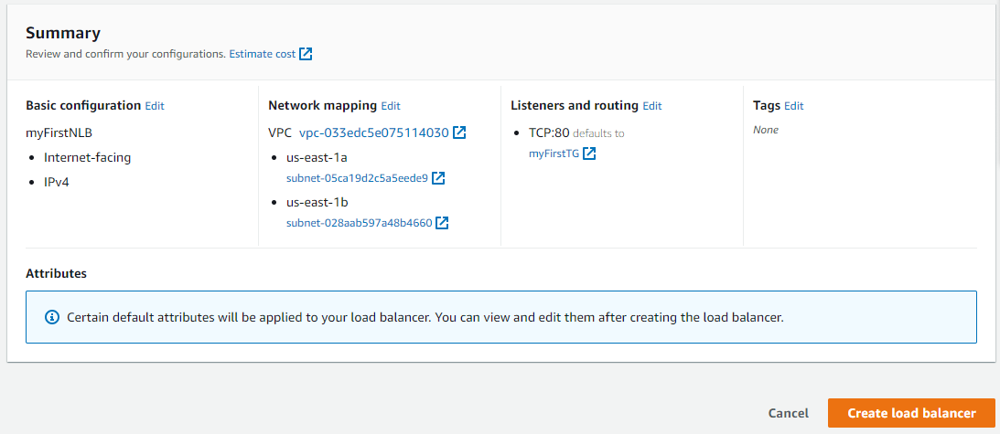 Summary
Review and confirm your configurations. Estimate cost
Basic configuration Edit
myFirstNLB
Internet-facing
IPv4
Network mapping Edit
VPC vpc-033edc5e075114030
us-east-1a
subnet-05ca19d2c5a5eede9
us-east-1b
subnet-028aab597a48b4660
Listeners and routing Edit
TCP:80 defaults to
myFirstTG
Tags Edit
None
Attributes
Certain default attributes will be applied to your load balancer. You can view and edit them after creating the load balancer.
Cancel
Create load balancer